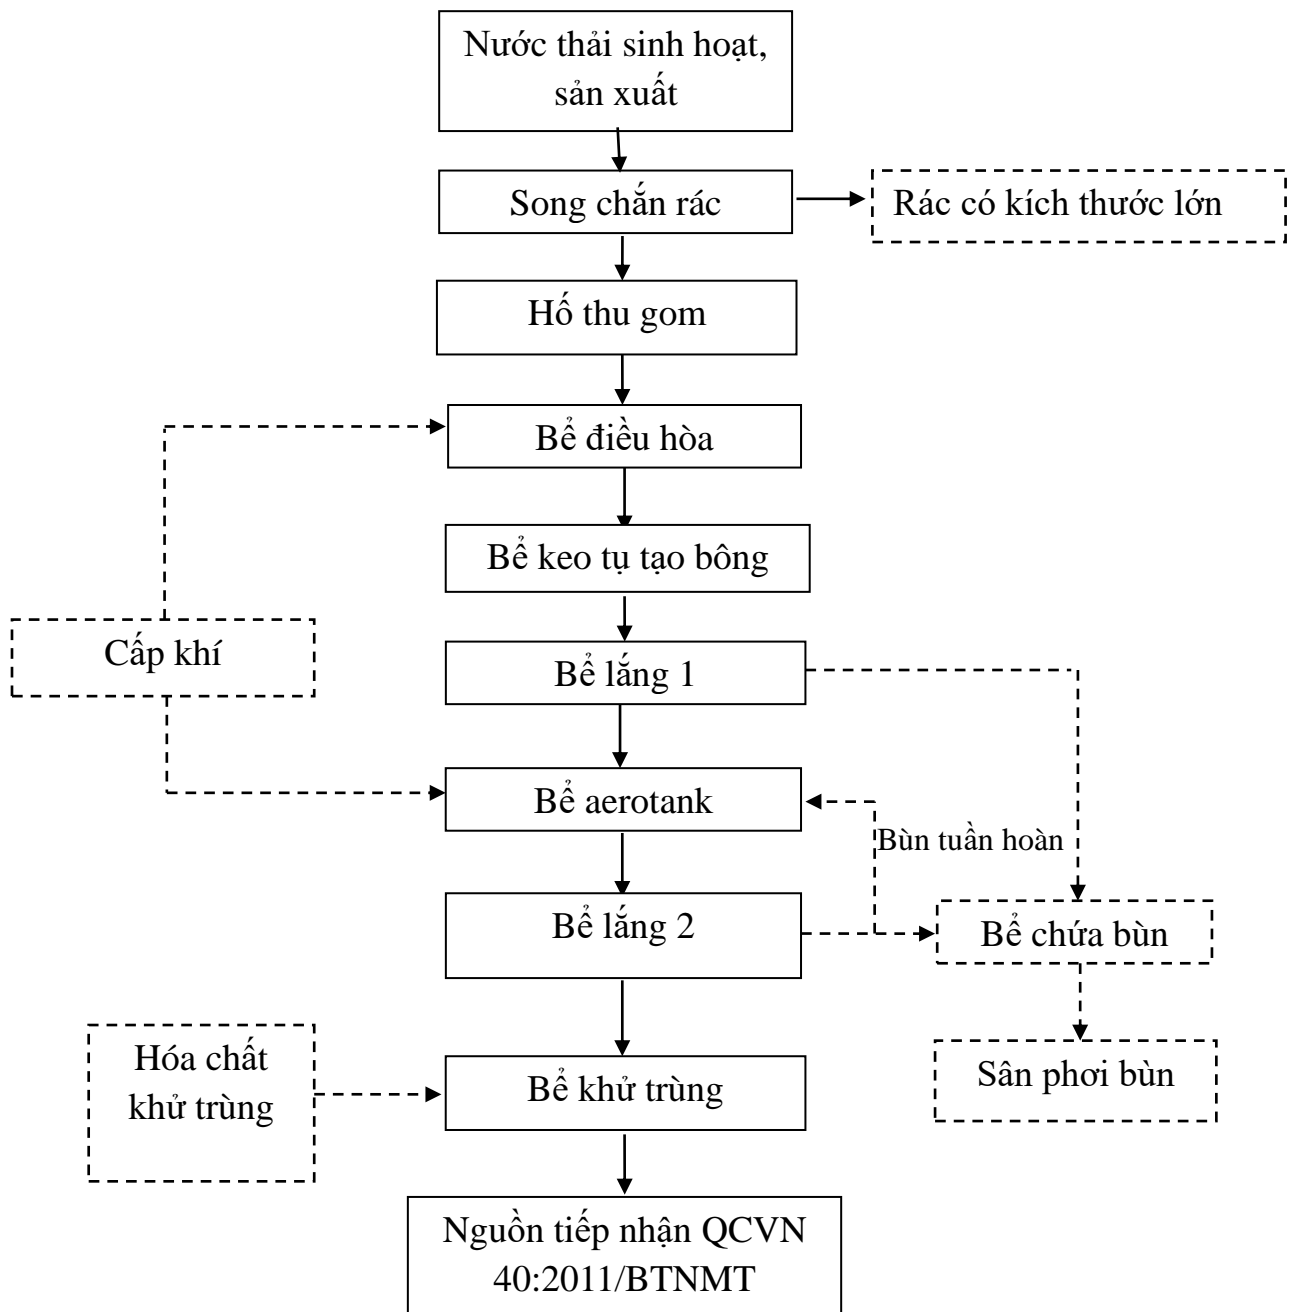 Nước thải sinh hoạt,
sản xuất
Song chắn rác
Rác có kích thước lớn
Hố thu gom
Bể điều hòa
Bể keo tụ tạo bông
Cấp khí
Bể lắng 1
Bể aerotank
Bùn tuần hoàn
Bể lắng 2
Bể chứa bùn
Hóa chất
khử trùng
Bể khử trùng
Sân phơi bùn
Nguồn tiếp nhận QCVN
40:2011/BTNMT